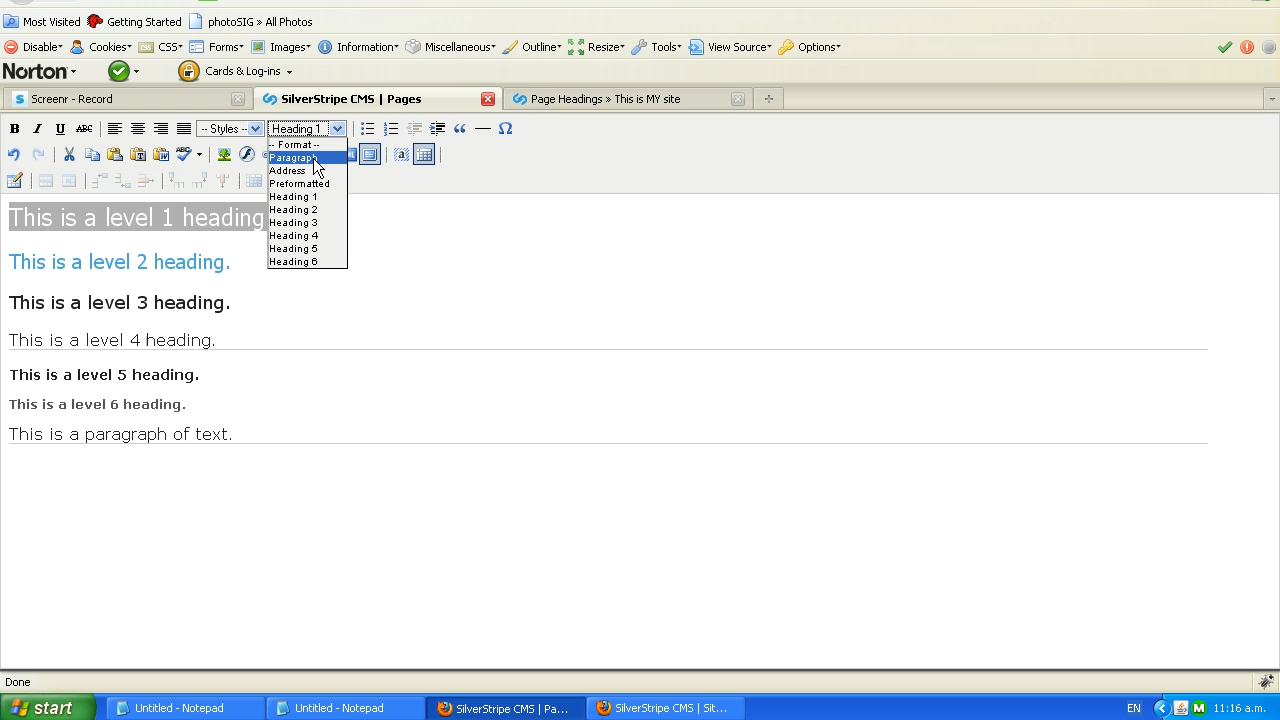 Most Visited Getting Started photoSIG » All Photos
Disable Cookies CSS Forms Images Information Miscellaneous Outline Resize Tools View Source Options
Norton Cards & Log-ins
Screenr - Record SilverStripe CMS | Pages Page Headings » This is MY site
B I U ABC -- Styles -- Heading 1
-- Format --
Paragraph
Address
Preformatted
Heading 1
Heading 2
Heading 3
Heading 4
Heading 5
Heading 6
This is a level 1 heading
This is a level 2 heading.
This is a level 3 heading.
This is a level 4 heading.
This is a level 5 heading.
This is a level 6 heading.
This is a paragraph of text.
Done
start Untitled - Notepad Untitled - Notepad SilverStripe CMS | Pa... SilverStripe CMS | Sit... EN 11:16 a.m.